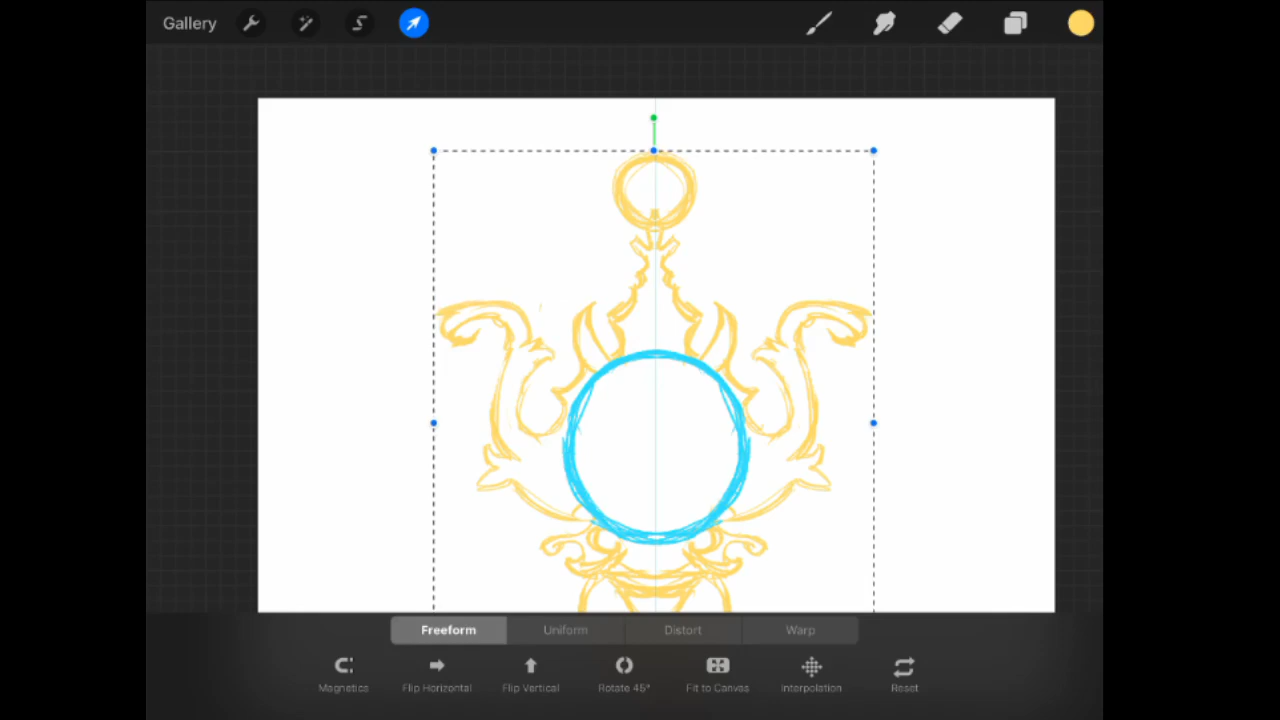 Gallery
Freeform Uniform Distort Warp
Magnetics Flip Horizontal Flip Vertical Rotate 45° Fit to Canvas Interpolation Reset